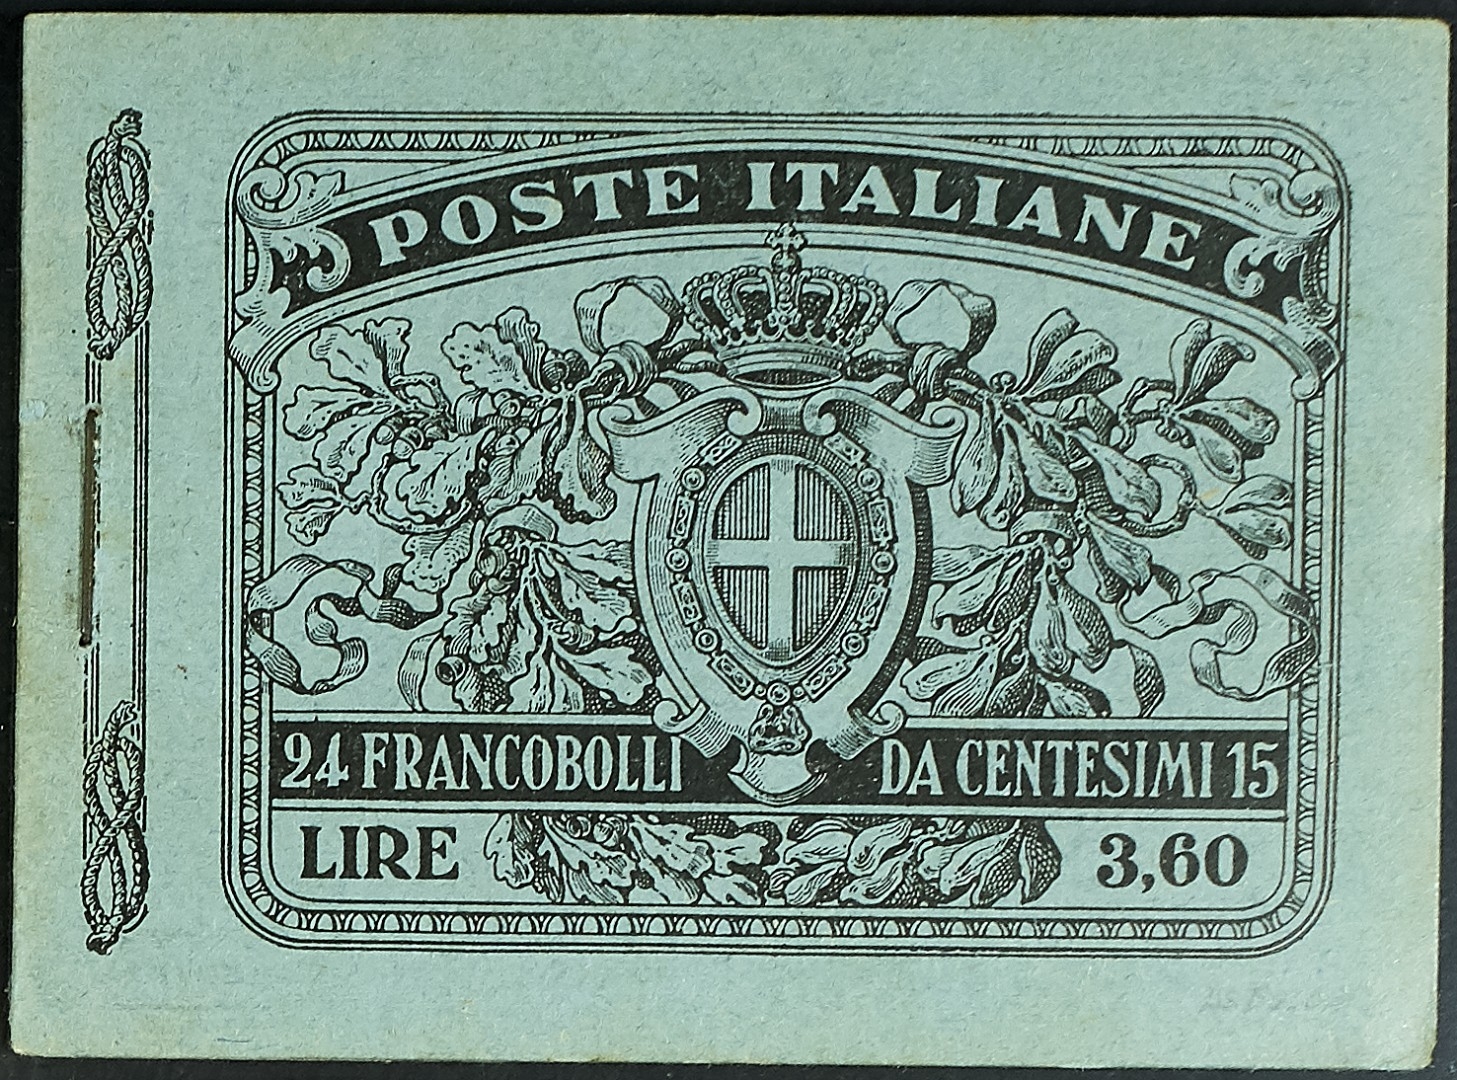 POSTE ITALIANE
24 FRANCOBOLLI DA CENTESIMI 15
LIRE 3,60